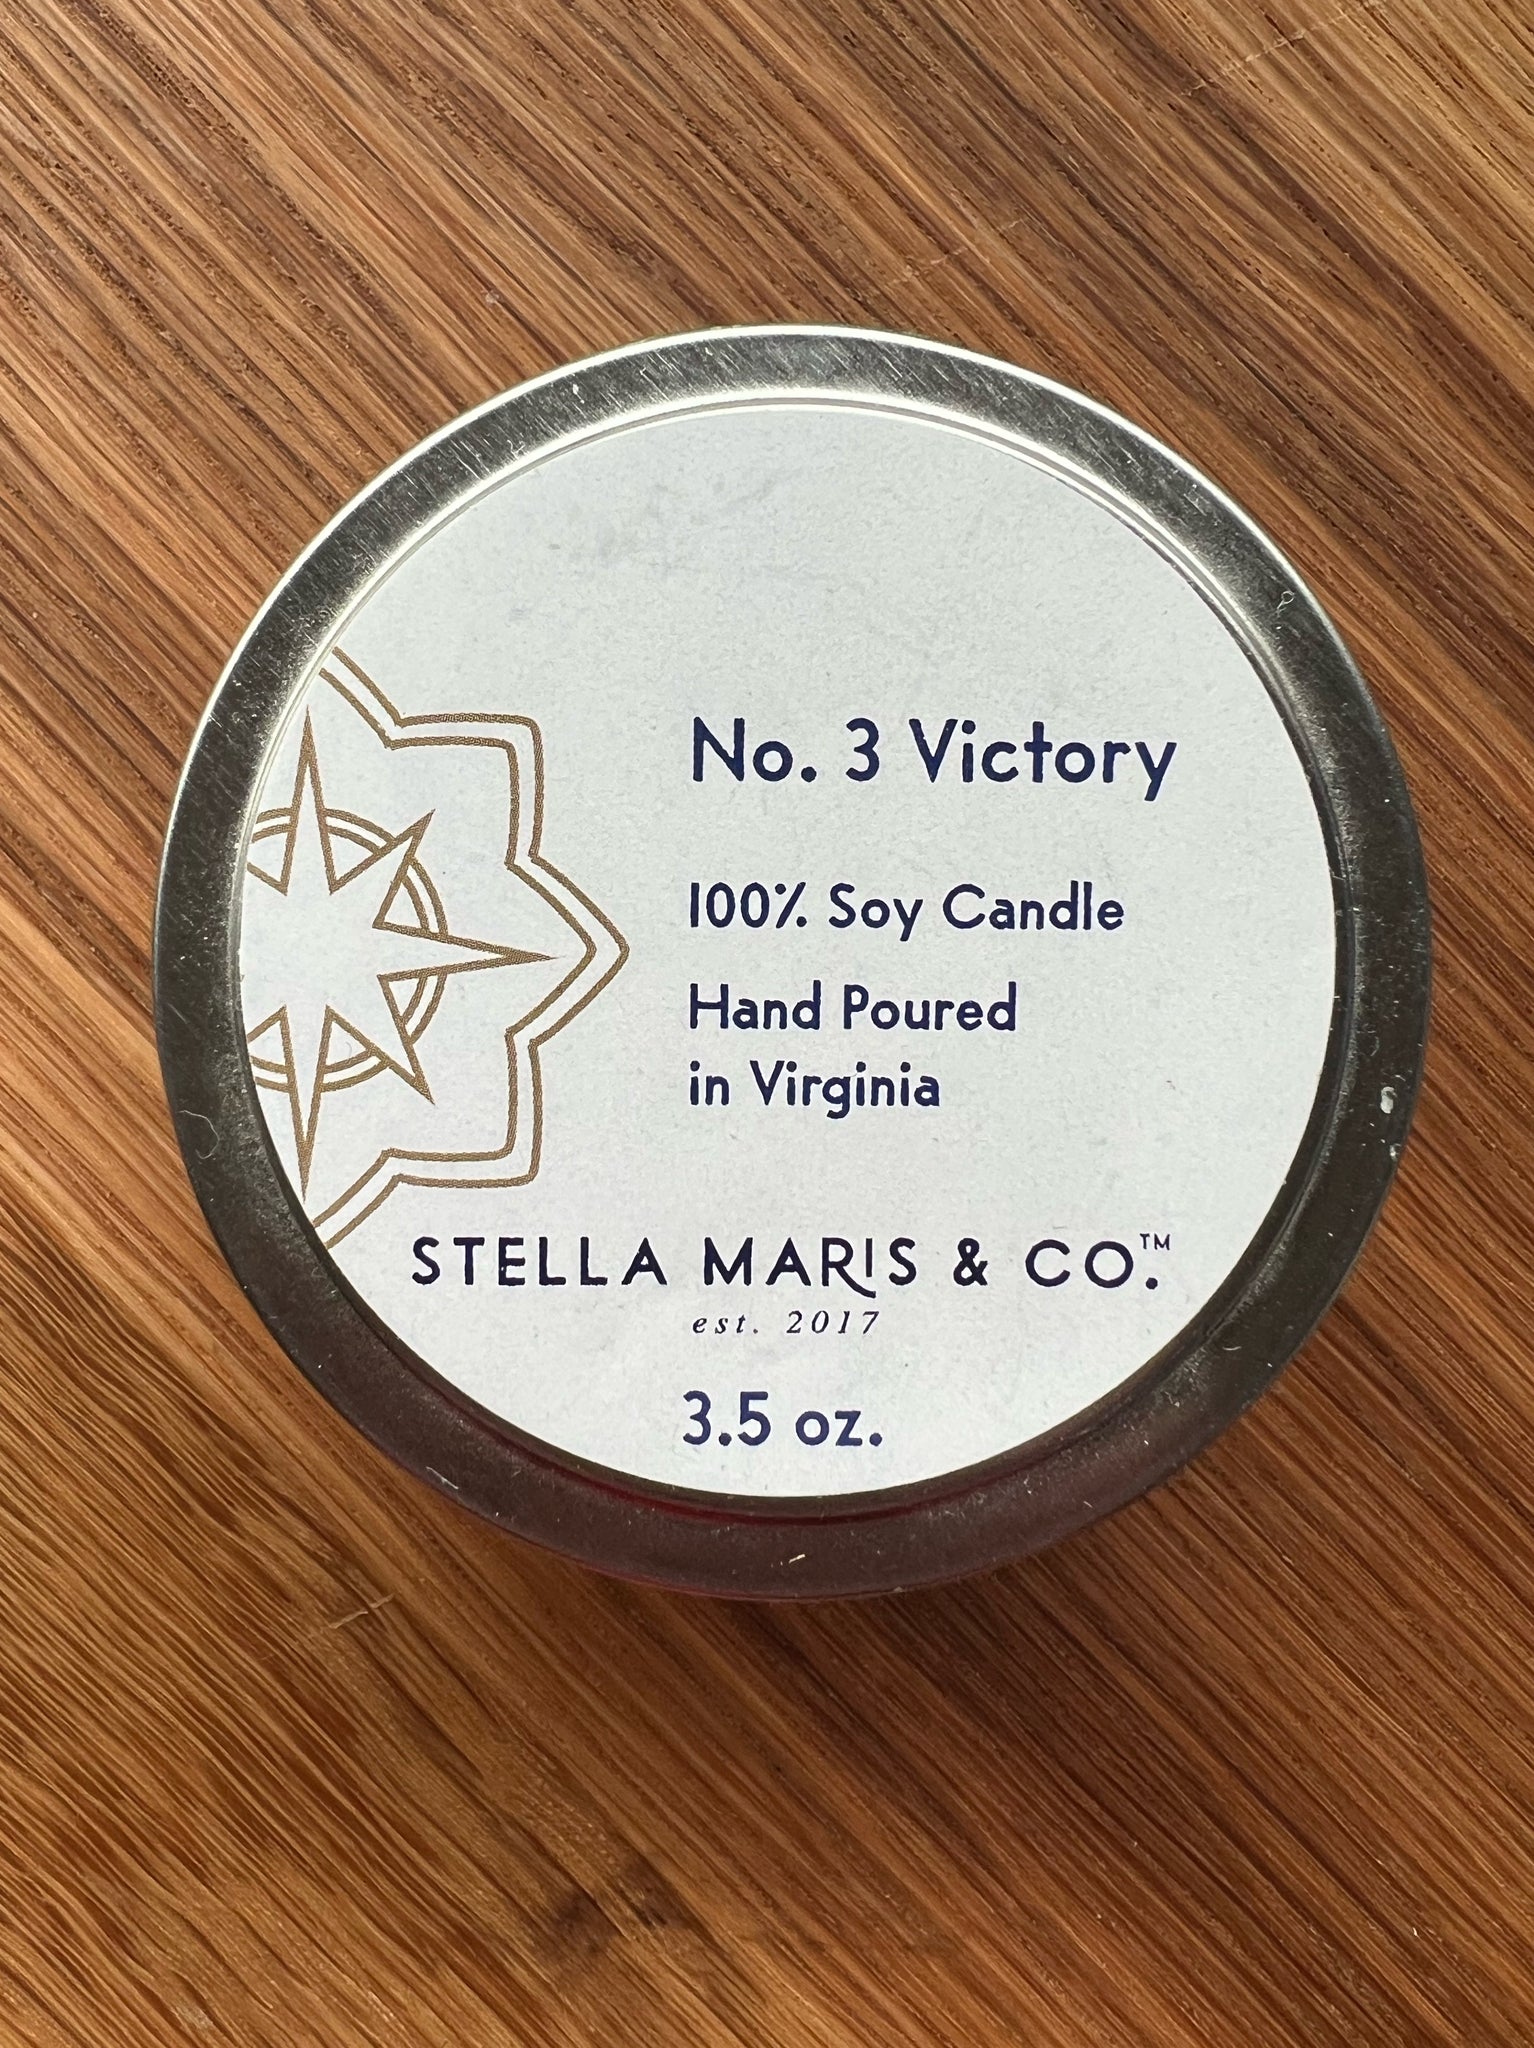 No. 3 Victory
100% Soy Candle
Hand Poured
in Virginia
STELLA MARIS & CO.™
est. 2017
3.5 oz.